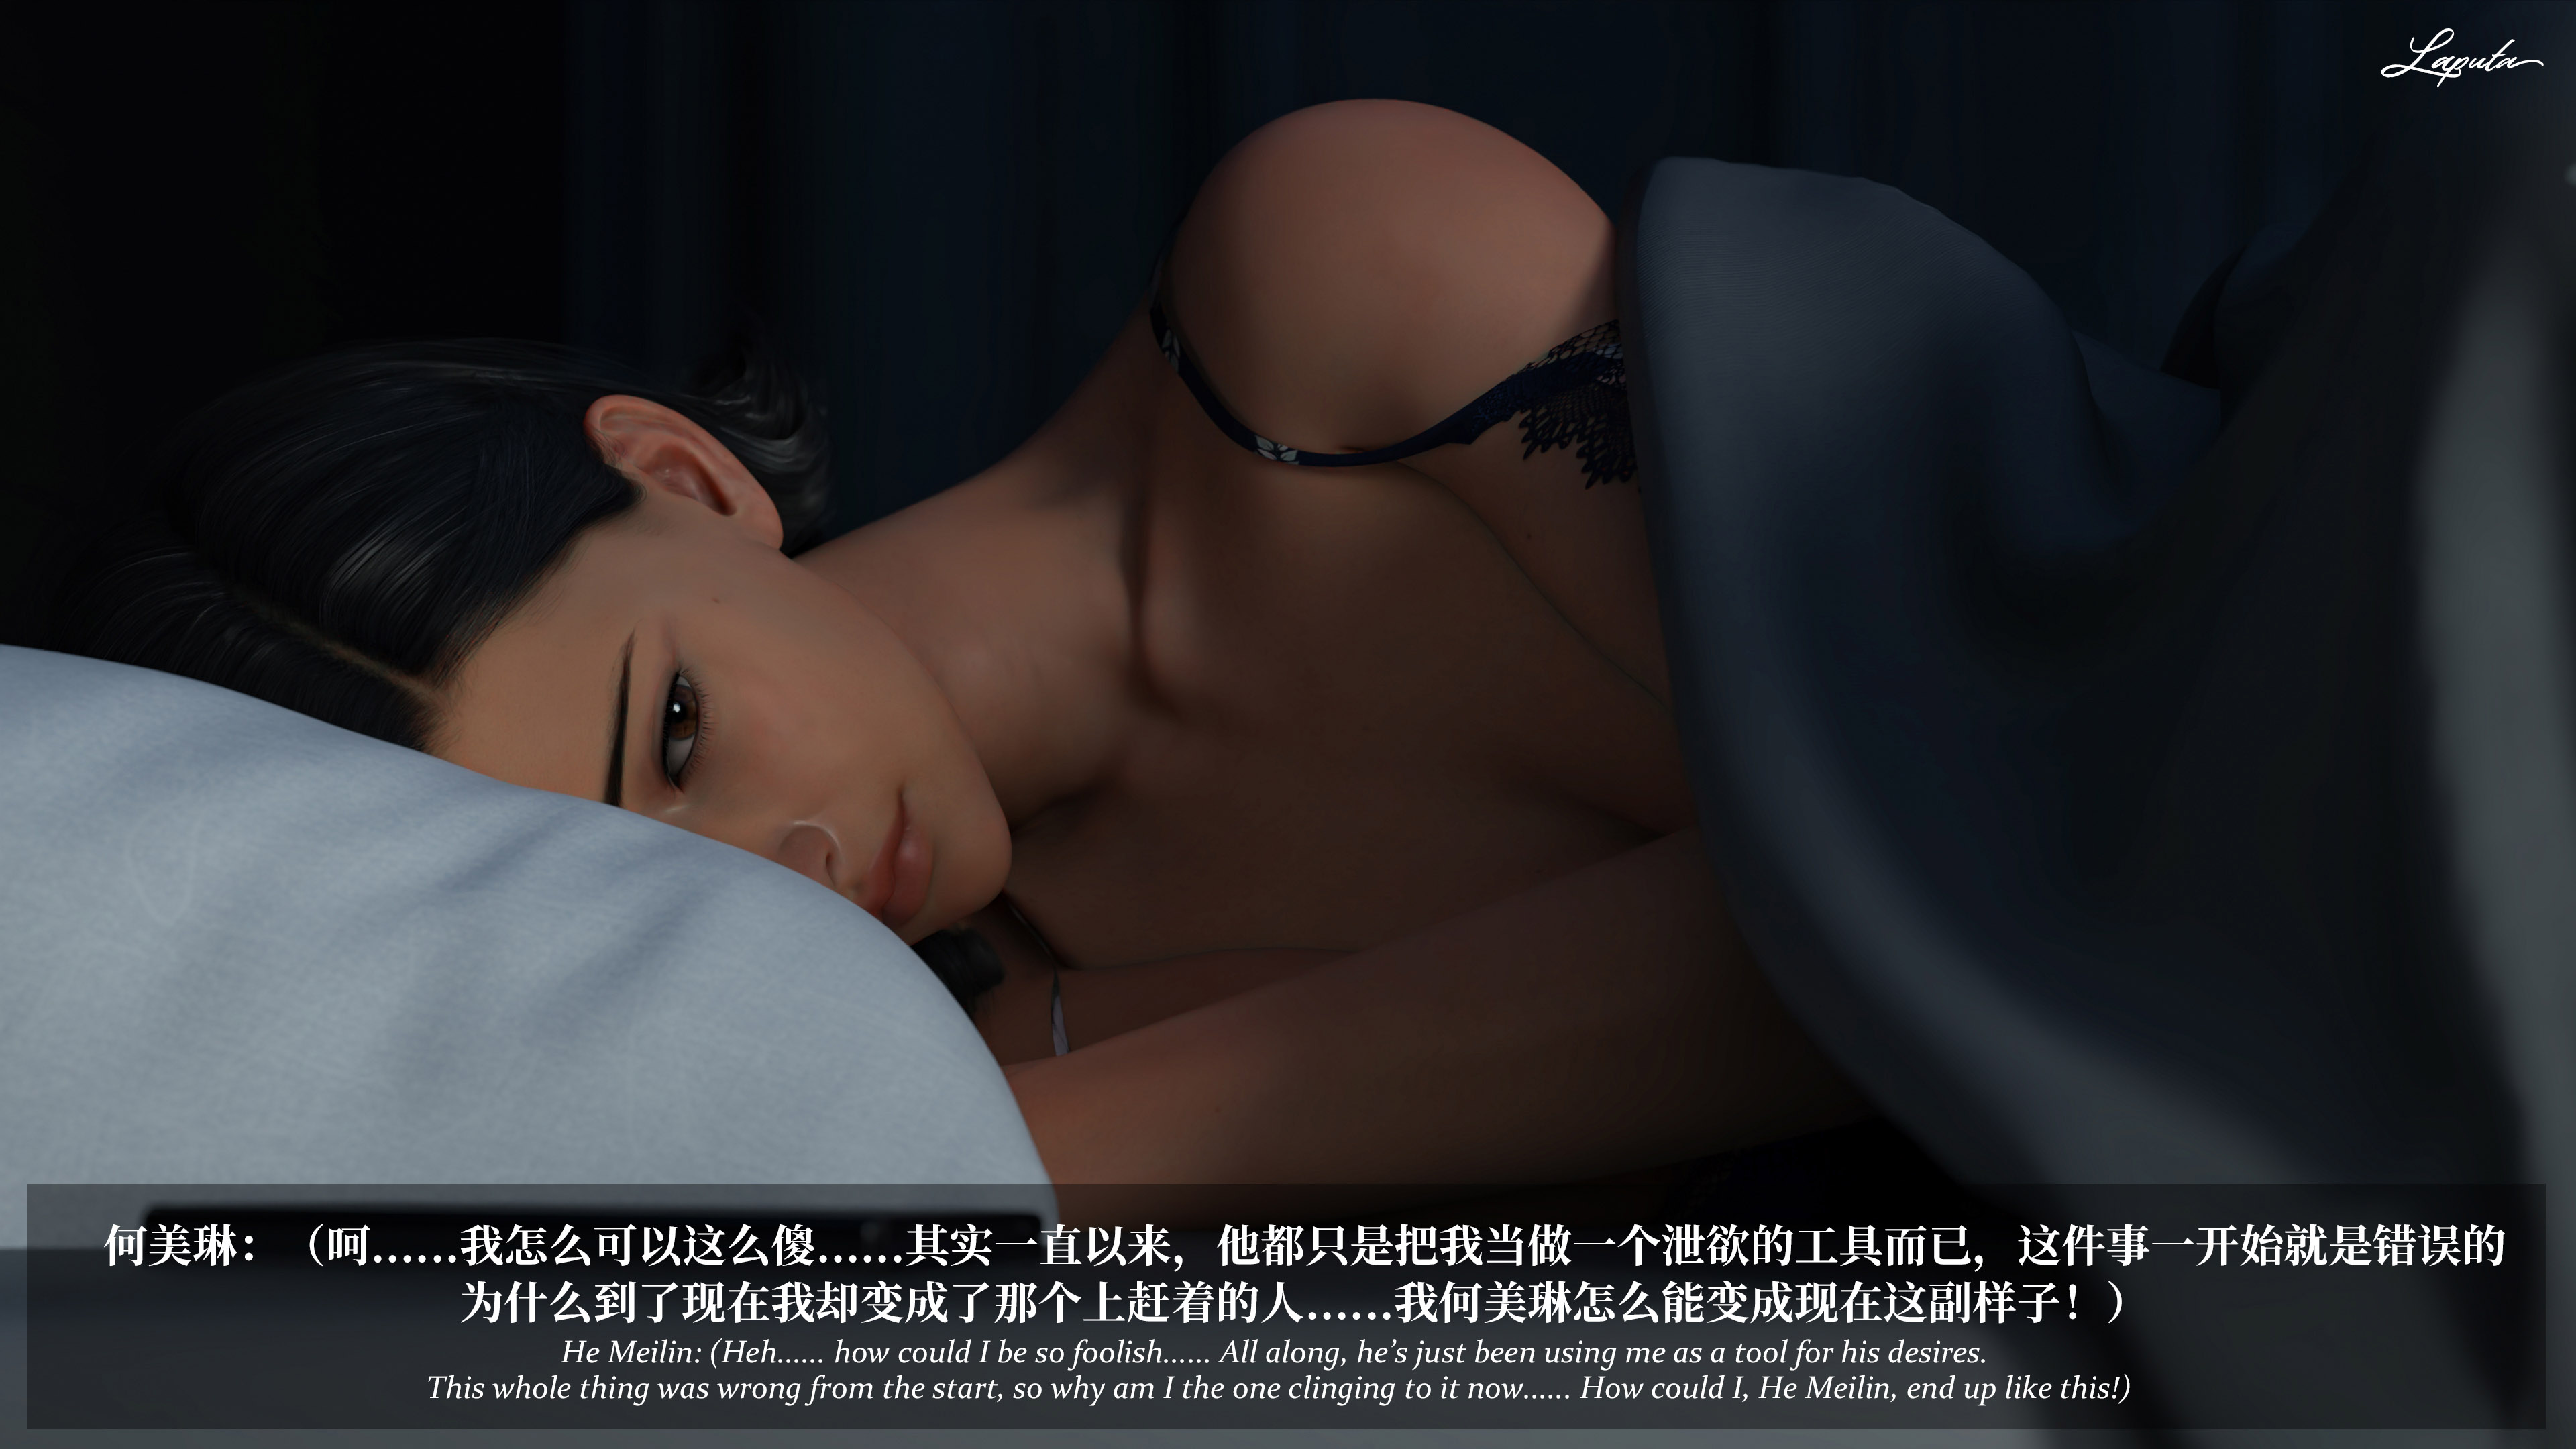 Laputa
何美琳：（呵……我怎么可以这么傻……其实一直以来，他都只是把我当做一个泄欲的工具而已，这件事一开始就是错误的
为什么到了现在我却变成了那个上赶着的人……我何美琳怎么能变成现在这副样子！）
He Meilin: (Heh...... how could I be so foolish...... All along, he’s just been using me as a tool for his desires.
This whole thing was wrong from the start, so why am I the one clinging to it now...... How could I, He Meilin, end up like this!)